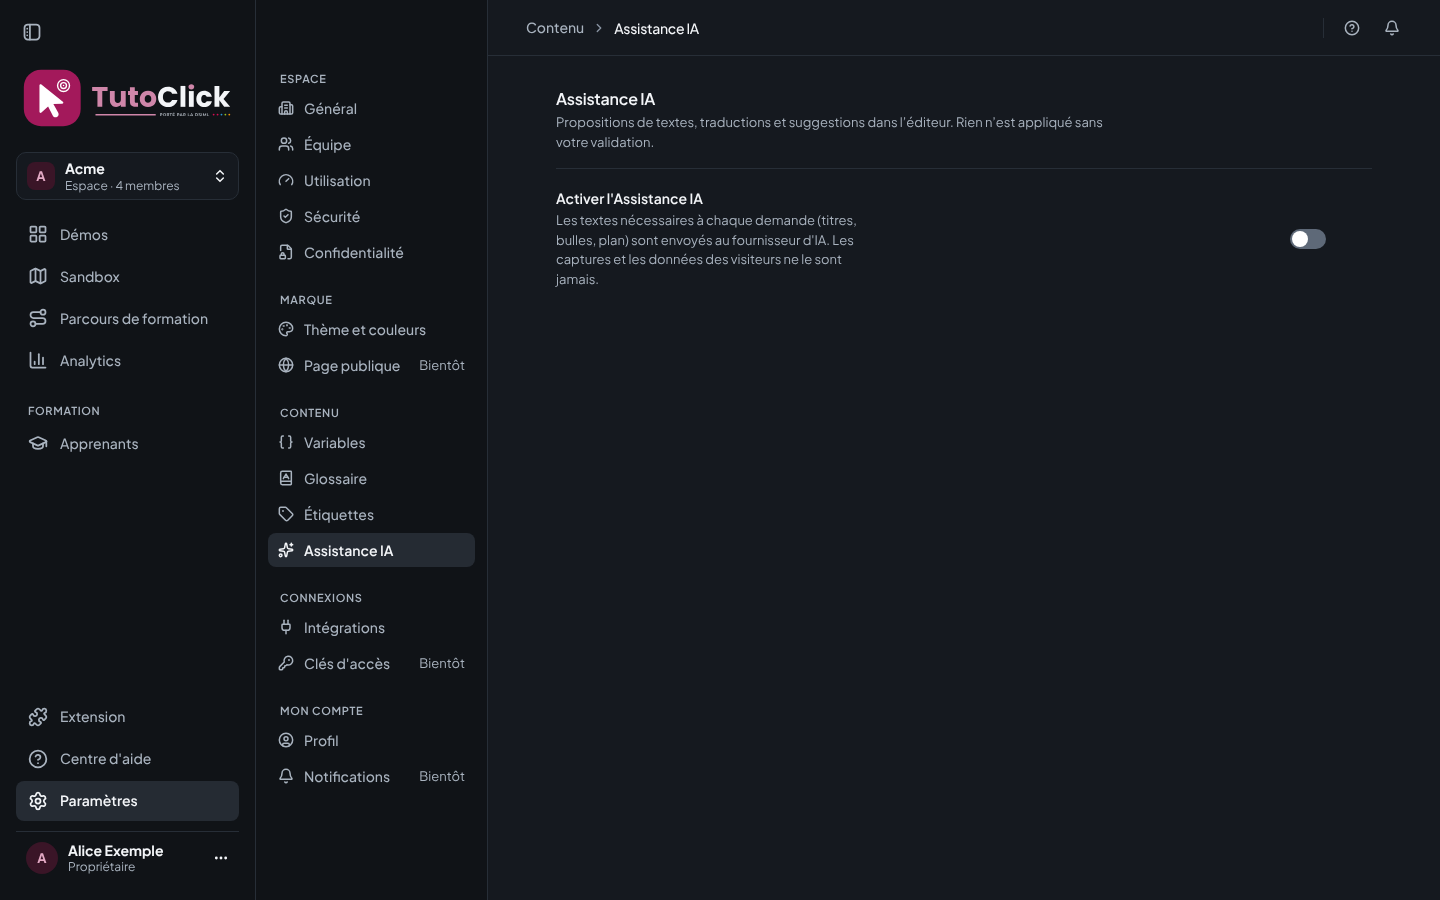 TutoClick
PORTÉ PAR LA DSIML
A
Acme
Espace · 4 membres
Démos
Sandbox
Parcours de formation
Analytics
FORMATION
Apprenants
Extension
Centre d'aide
Paramètres
A
Alice Exemple
Propriétaire
ESPACE
Général
Équipe
Utilisation
Sécurité
Confidentialité
MARQUE
Thème et couleurs
Page publique Bientôt
CONTENU
Variables
Glossaire
Étiquettes
Assistance IA
CONNEXIONS
Intégrations
Clés d'accès Bientôt
MON COMPTE
Profil
Notifications Bientôt
Contenu > Assistance IA
Assistance IA
Propositions de textes, traductions et suggestions dans l'éditeur. Rien n'est appliqué sans
votre validation.
Activer l'Assistance IA
Les textes nécessaires à chaque demande (titres,
bulles, plan) sont envoyés au fournisseur d'IA. Les
captures et les données des visiteurs ne le sont
jamais.